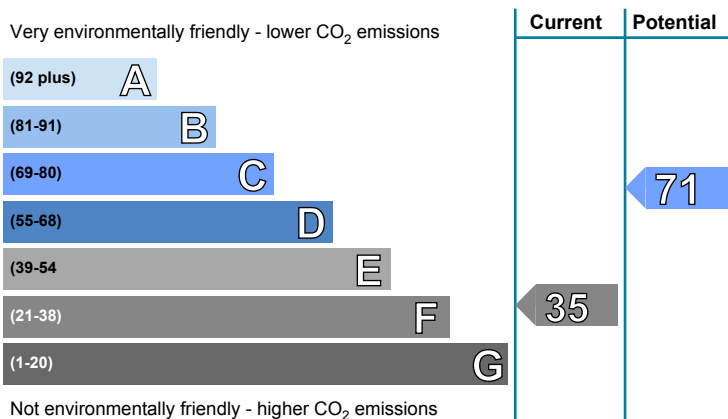 Current Potential
Very environmentally friendly - lower CO2 emissions
(92 plus) A
(81-91) B
(69-80) C
71
(55-68) D
(39-54 E
(21-38) F
35
(1-20) G
Not environmentally friendly - higher CO2 emissions